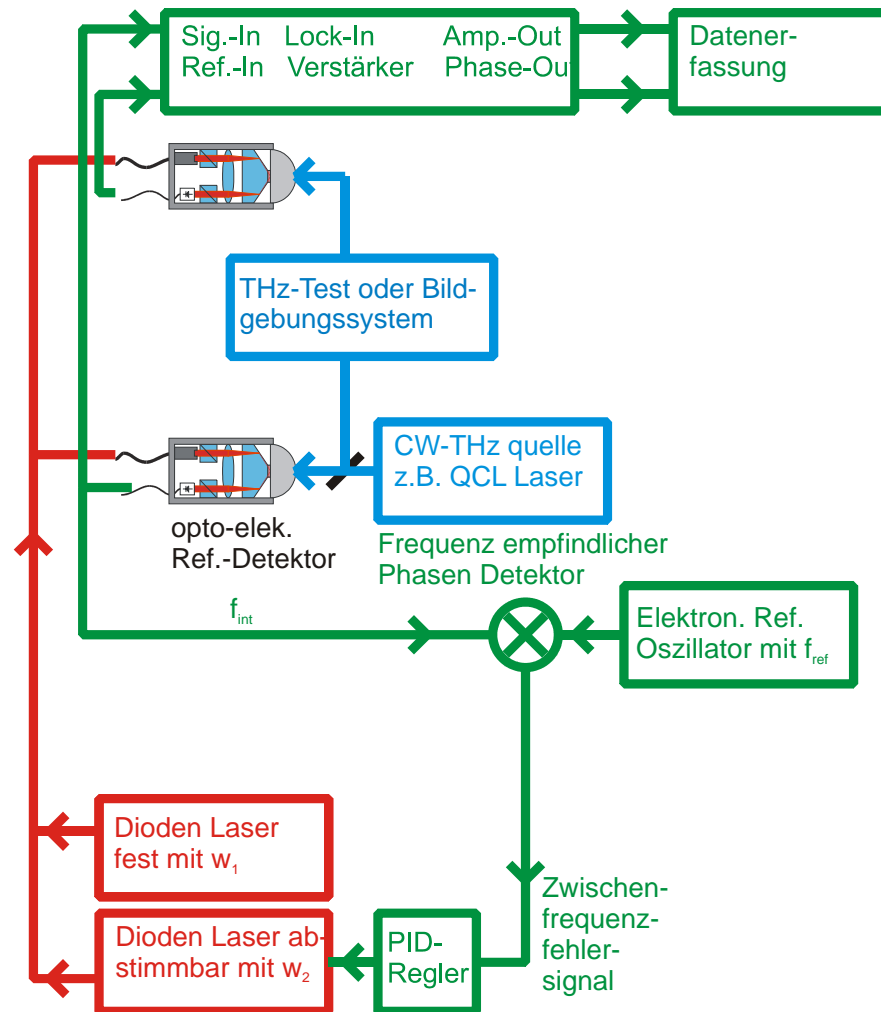 Sig.-In Lock-In Amp.-Out
Ref.-In Verstärker Phase-Out
Datener-
fassung
THz-Test oder Bild-
gebungssystem
CW-THz quelle
z.B. QCL Laser
opto-elek.
Ref.-Detektor
Frequenz empfindlicher
Phasen Detektor
f_int
Elektron. Ref.
Oszillator mit f_ref
Dioden Laser
fest mit w_1
Dioden Laser ab-
stimmbar mit w_2
PID-
Regler
Zwischen-
frequenz-
fehler-
signal